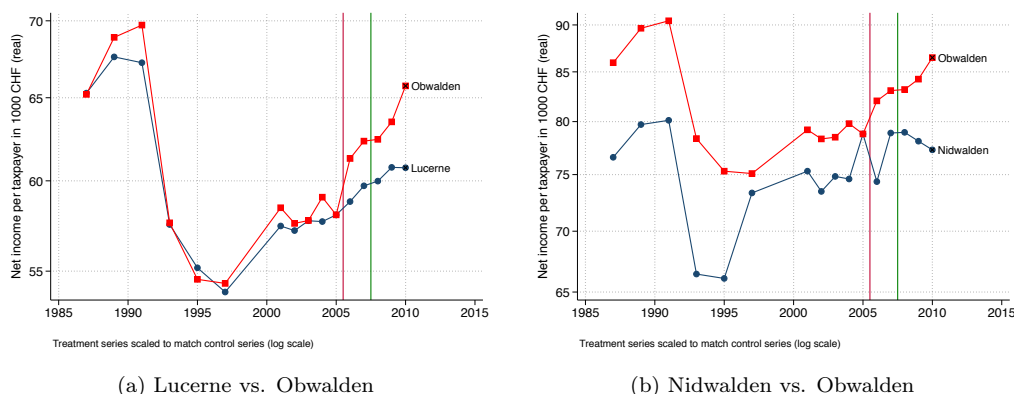 Net income per taxpayer in 1000 CHF (real)
70
65
60
55
Obwalden
Lucerne
1985 1990 1995 2000 2005 2010 2015
Treatment series scaled to match control series (log scale)
(a) Lucerne vs. Obwalden
Net income per taxpayer in 1000 CHF (real)
90
85
80
75
70
65
Obwalden
Nidwalden
1985 1990 1995 2000 2005 2010 2015
Treatment series scaled to match control series (log scale)
(b) Nidwalden vs. Obwalden